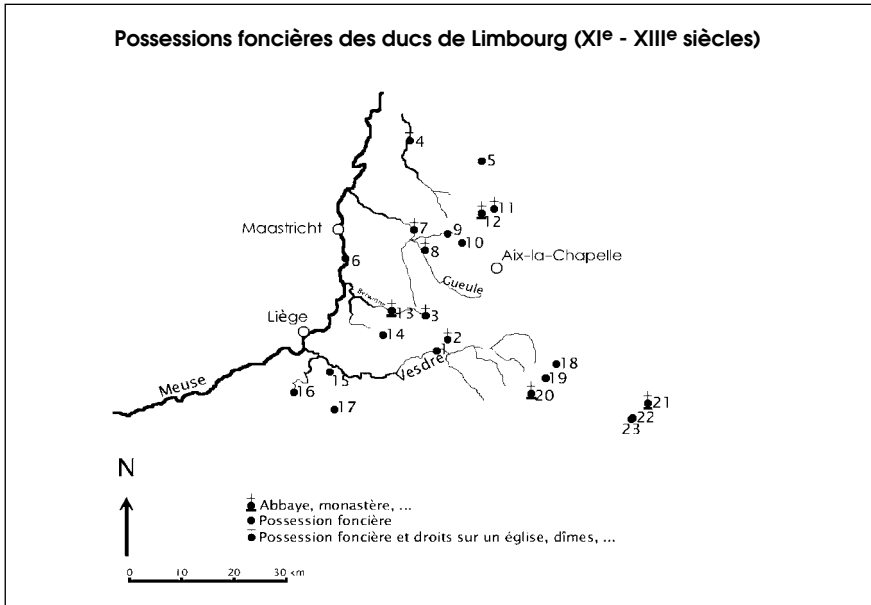 Possessions foncières des ducs de Limbourg (XIe - XIIIe siècles)
4
5
11
12
Maastricht
7
9
10
8
6
Aix-la-Chapelle
Gueule
Liège
13
3
14
2
1
Vesdre
18
19
15
16
17
20
21
22
23
Meuse
N
Abbaye, monastère, ...
Possession foncière
Possession foncière et droits sur un église, dîmes, ...
0 10 20 30 km